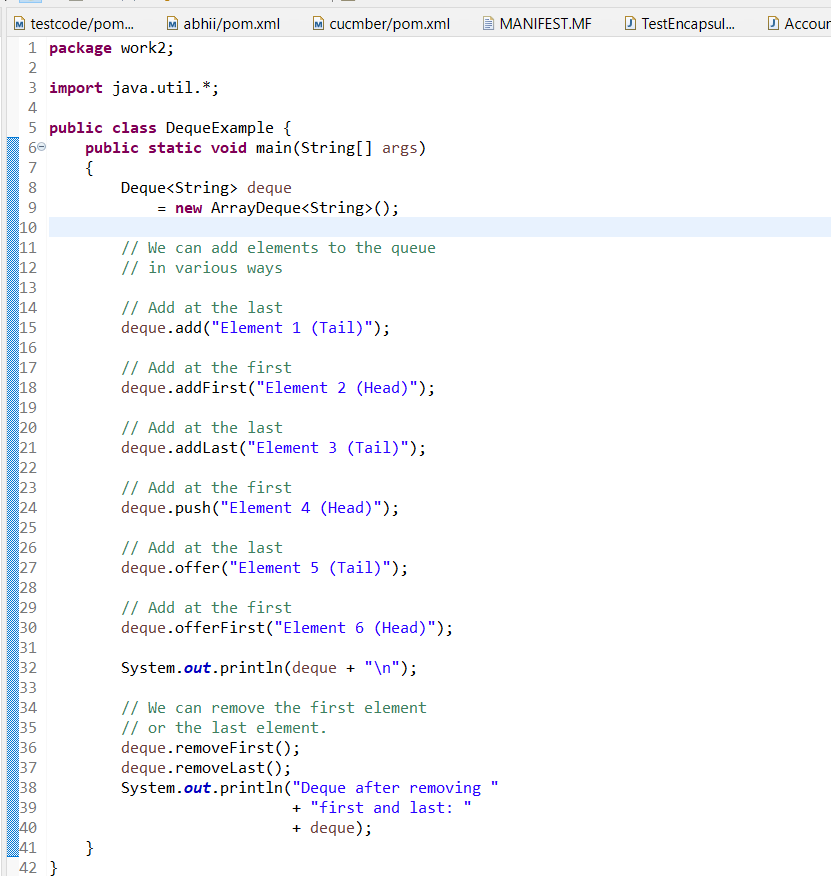 testcode/pom... abhii/pom.xml cucmber/pom.xml MANIFEST.MF TestEncapsul... Accour
1 package work2;
2
3 import java.util.*;
4
5 public class DequeExample {
6 public static void main(String[] args)
7 {
8 Deque<String> deque
9 = new ArrayDeque<String>();
10
11 // We can add elements to the queue
12 // in various ways
13
14 // Add at the last
15 deque.add("Element 1 (Tail)");
16
17 // Add at the first
18 deque.addFirst("Element 2 (Head)");
19
20 // Add at the last
21 deque.addLast("Element 3 (Tail)");
22
23 // Add at the first
24 deque.push("Element 4 (Head)");
25
26 // Add at the last
27 deque.offer("Element 5 (Tail)");
28
29 // Add at the first
30 deque.offerFirst("Element 6 (Head)");
31
32 System.out.println(deque + "\n");
33
34 // We can remove the first element
35 // or the last element.
36 deque.removeFirst();
37 deque.removeLast();
38 System.out.println("Deque after removing "
39 + "first and last: "
40 + deque);
41 }
42 }